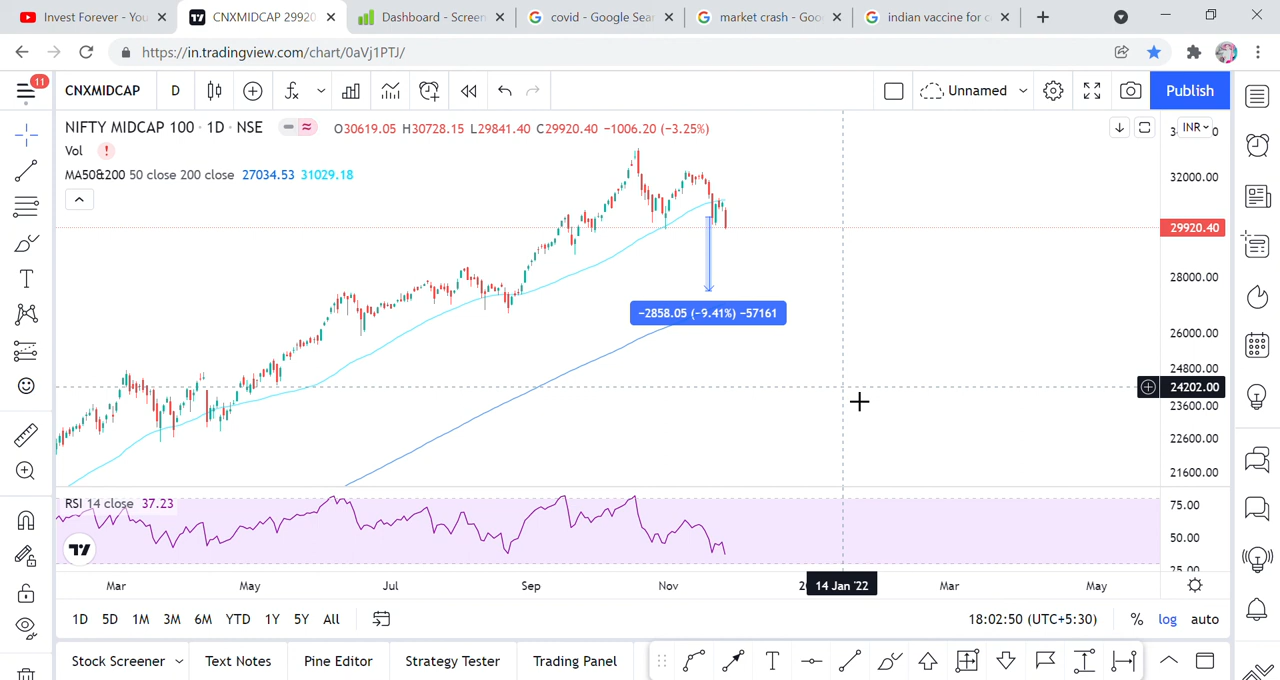 Invest Forever - You
CNXMIDCAP 29920
Dashboard - Screen
covid - Google Sear
market crash - Goo
indian vaccine for c
https://in.tradingview.com/chart/0aVj1PTJ/
11
CNXMIDCAP
D
Unnamed
Publish
NIFTY MIDCAP 100 · 1D · NSE
O30619.05 H30728.15 L29841.40 C29920.40 −1006.20 (−3.25%)
INR
Vol
MA50&200 50 close 200 close 27034.53 31029.18
32000.00
29920.40
28000.00
−2858.05 (−9.41%) −57161
26000.00
24800.00
24202.00
23600.00
22600.00
21600.00
RSI 14 close 37.23
75.00
50.00
25.00
Mar
May
Jul
Sep
Nov
14 Jan '22
Mar
May
1D
5D
1M
3M
6M
YTD
1Y
5Y
All
18:02:50 (UTC+5:30)
%
log
auto
Stock Screener
Text Notes
Pine Editor
Strategy Tester
Trading Panel